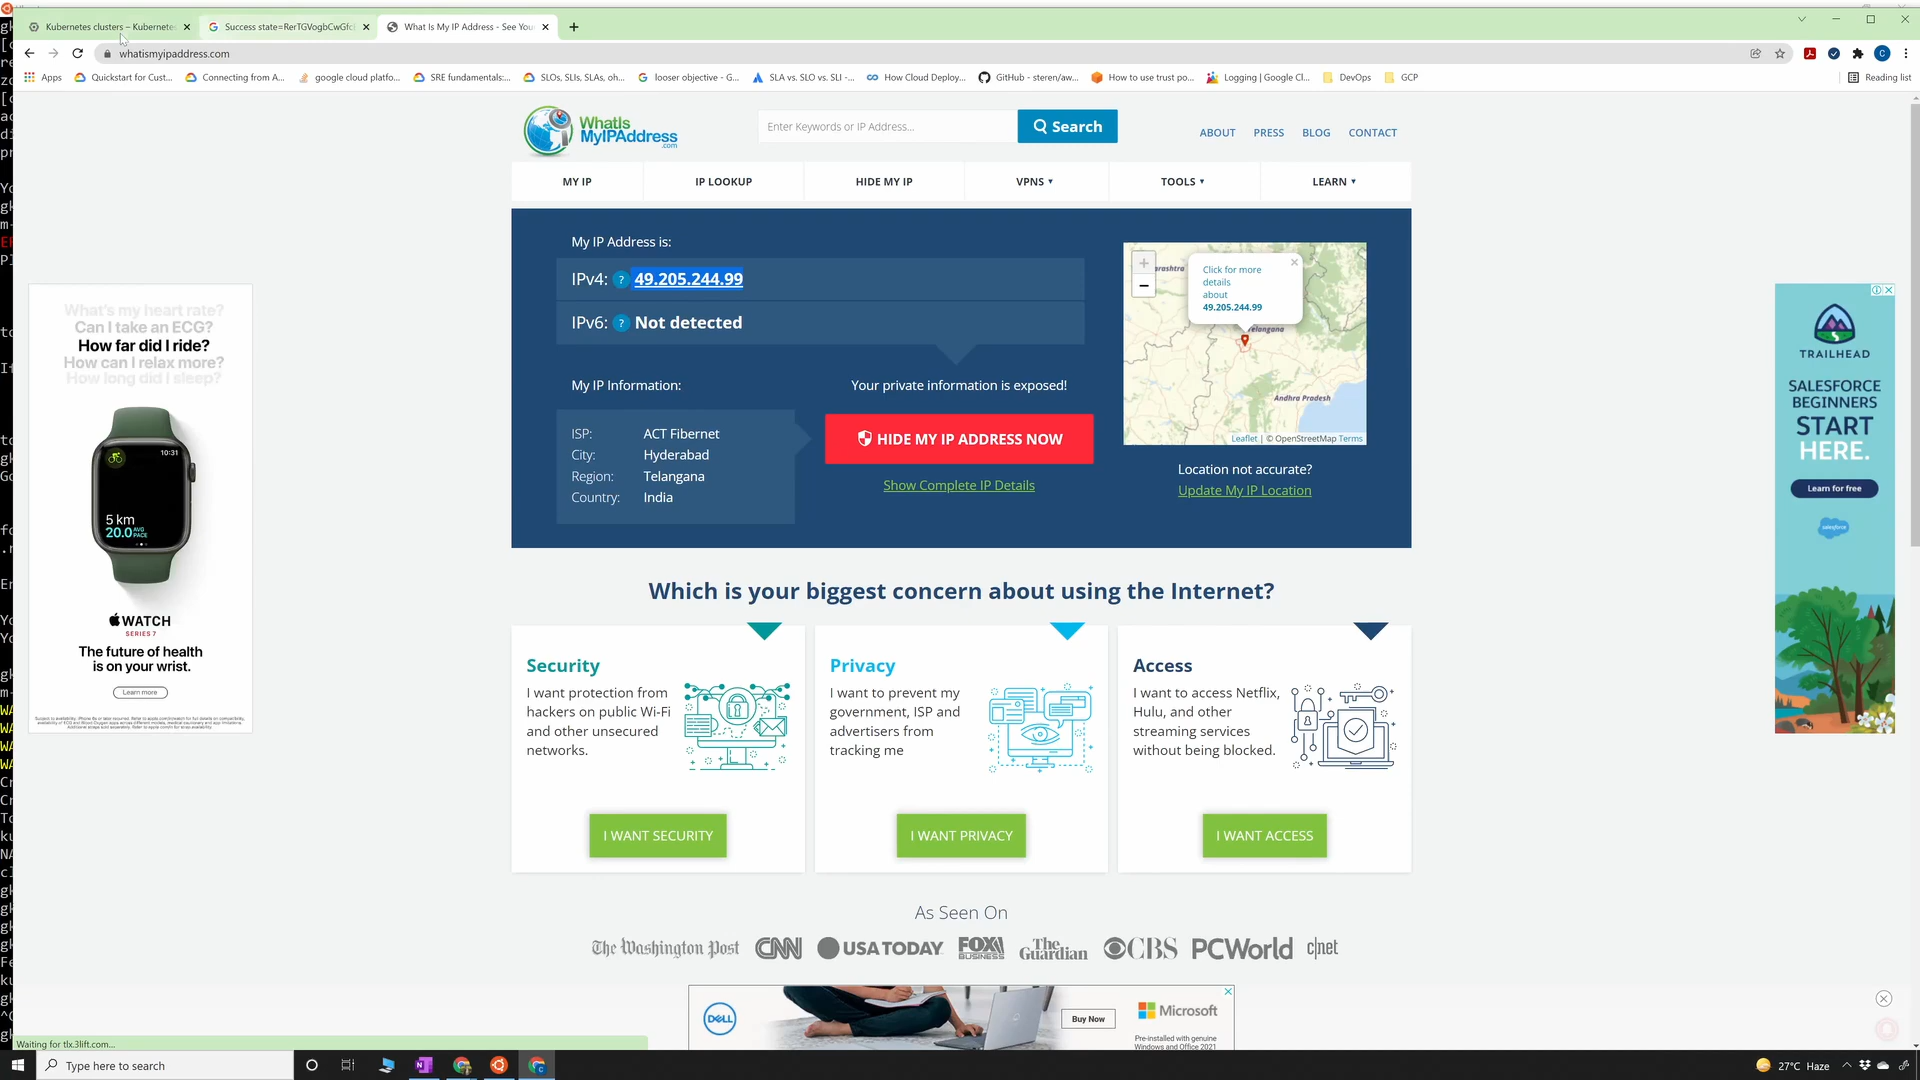 Kubernetes clusters – Kubernetes
Success state=RerTGVogbCwGfcl
What Is My IP Address - See You
whatismyipaddress.com
Apps
Quickstart for Cust...
Connecting from A...
google cloud platfo...
SRE fundamentals:...
SLOs, SLIs, SLAs, oh...
looser objective - G...
SLA vs. SLO vs. SLI -...
How Cloud Deploy...
GitHub - steren/aw...
How to use trust po...
Logging | Google Cl...
DevOps
GCP
Reading list
WhatIs
MyIPAddress
.com
Enter Keywords or IP Address...
Search
ABOUT
PRESS
BLOG
CONTACT
MY IP
IP LOOKUP
HIDE MY IP
VPNS
TOOLS
LEARN
My IP Address is:
IPv4: ? 49.205.244.99
IPv6: ? Not detected
My IP Information:
ISP: ACT Fibernet
City: Hyderabad
Region: Telangana
Country: India
Your private information is exposed!
HIDE MY IP ADDRESS NOW
Show Complete IP Details
+
−
arashtra
Click for more
details
about
49.205.244.99
Telangana
Andhra Pradesh
Leaflet | © OpenStreetMap Terms
Location not accurate?
Update My IP Location
What's my heart rate?
Can I take an ECG?
How far did I ride?
How can I relax more?
How long did I sleep?
10:31
5 km
20.0 AVG PACE
WATCH
SERIES 7
The future of health
is on your wrist.
Learn more
TRAILHEAD
SALESFORCE
BEGINNERS
START
HERE.
Learn for free
salesforce
Which is your biggest concern about using the Internet?
Security
I want protection from
hackers on public Wi-Fi
and other unsecured
networks.
I WANT SECURITY
Privacy
I want to prevent my
government, ISP and
advertisers from
tracking me
I WANT PRIVACY
Access
I want to access Netflix,
Hulu, and other
streaming services
without being blocked.
I WANT ACCESS
As Seen On
The Washington Post
CNN
USA TODAY
FOX
BUSINESS
The
Guardian
CBS
PCWorld
c|net
DELL
Buy Now
Microsoft
Pre-installed with genuine
Windows and Office 2021
Waiting for tlx.3lift.com...
Type here to search
27°C Haze